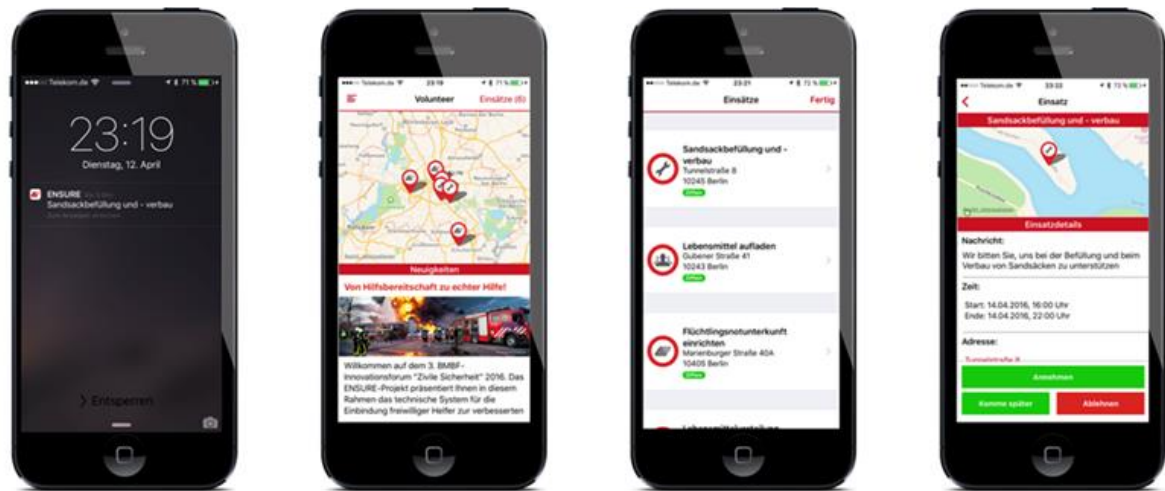 Telekom.de
71 %
23:19
Dienstag, 12. April
ENSURE
Sandsackbefüllung und - verbau
> Entsperren
Telekom.de
23:19
71 %
Volunteer
Einsätze (6)
Neuigkeiten
Von Hilfsbereitschaft zu echter Hilfe!
Willkommen auf dem 3. BMBF-
Innovationsforum "Zivile Sicherheit" 2016. Das
ENSURE-Projekt präsentiert Ihnen in diesem
Rahmen das technische System für die
Einbindung freiwilliger Helfer zur verbesserten
Telekom.de
23:21
72 %
Einsätze
Fertig
Sandsackbefüllung und -
verbau
Tunnelstraße 8
10245 Berlin
Offen
Lebensmittel aufladen
Gubener Straße 41
10243 Berlin
Offen
Flüchtlingsnotunterkunft
einrichten
Marienburger Straße 40A
10405 Berlin
Offen
Lebensmittelverteilung
Telekom.de
23:22
72 %
Einsatz
Sandsackbefüllung und - verbau
Einsatzdetails
Nachricht:
Wir bitten Sie, uns bei der Befüllung und beim
Verbau von Sandsäcken zu unterstützen
Zeit:
Start: 14.04.2016, 16:00 Uhr
Ende: 14.04.2016, 22:00 Uhr
Adresse:
Tunnelstraße 8
Annehmen
Komme später
Ablehnen